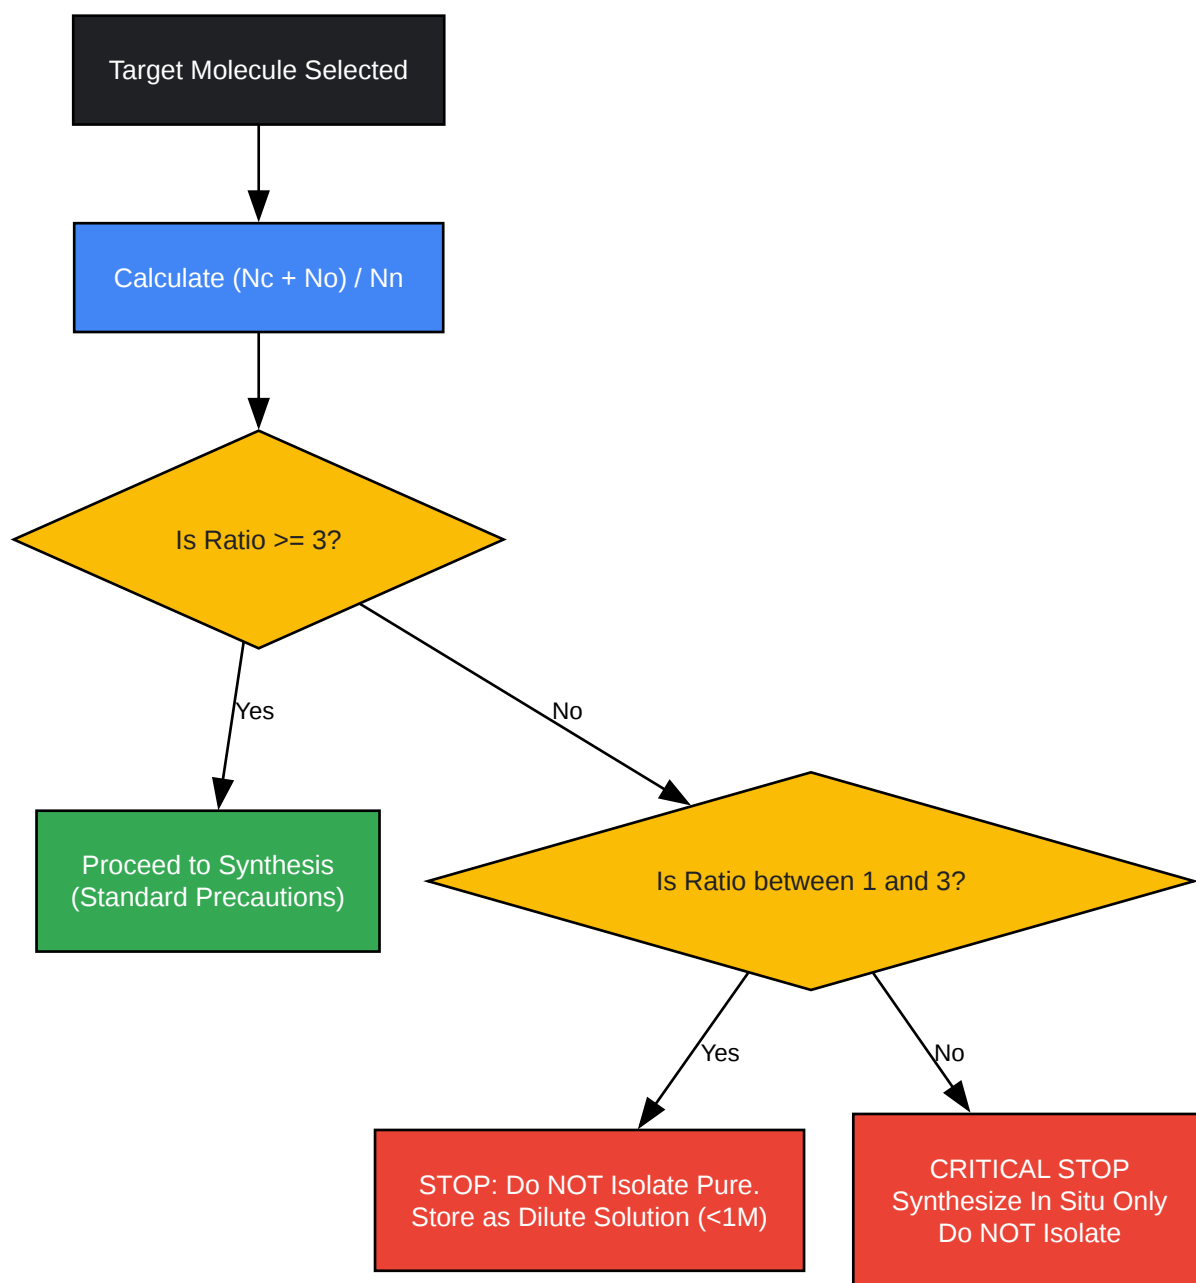 Target Molecule Selected
Calculate (Nc + No) / Nn
Is Ratio >= 3?
Yes
No
Proceed to Synthesis
(Standard Precautions)
Is Ratio between 1 and 3?
Yes
No
STOP: Do NOT Isolate Pure.
Store as Dilute Solution (<1M)
CRITICAL STOP
Synthesize In Situ Only
Do NOT Isolate